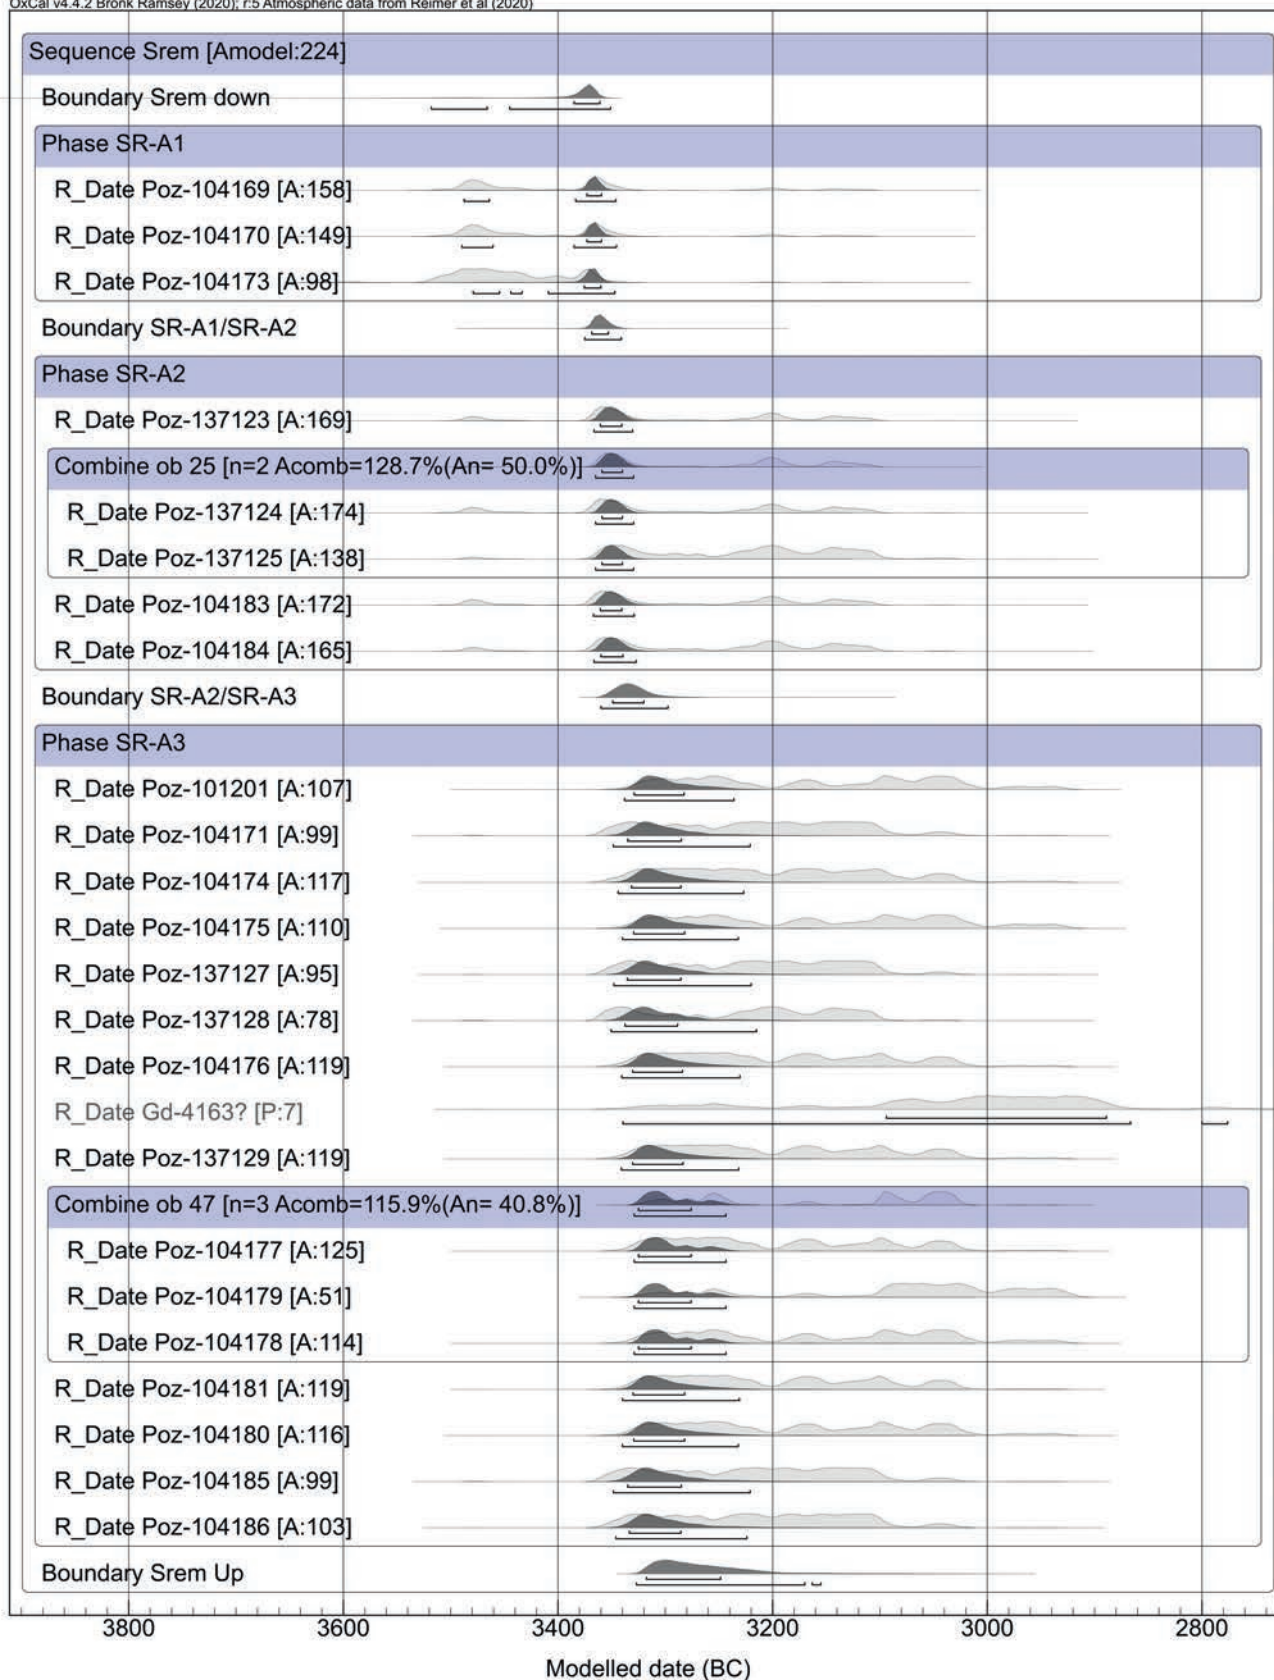 OxCal v4.4.2 Bronk Ramsey (2020); r:5 Atmospheric data from Reimer et al (2020)
Sequence Srem [Amodel:224]
Boundary Srem down
Phase SR-A1
R_Date Poz-104169 [A:158]
R_Date Poz-104170 [A:149]
R_Date Poz-104173 [A:98]
Boundary SR-A1/SR-A2
Phase SR-A2
R_Date Poz-137123 [A:169]
Combine ob 25 [n=2 Acomb=128.7%(An= 50.0%)]
R_Date Poz-137124 [A:174]
R_Date Poz-137125 [A:138]
R_Date Poz-104183 [A:172]
R_Date Poz-104184 [A:165]
Boundary SR-A2/SR-A3
Phase SR-A3
R_Date Poz-101201 [A:107]
R_Date Poz-104171 [A:99]
R_Date Poz-104174 [A:117]
R_Date Poz-104175 [A:110]
R_Date Poz-137127 [A:95]
R_Date Poz-137128 [A:78]
R_Date Poz-104176 [A:119]
R_Date Gd-4163? [P:7]
R_Date Poz-137129 [A:119]
Combine ob 47 [n=3 Acomb=115.9%(An= 40.8%)]
R_Date Poz-104177 [A:125]
R_Date Poz-104179 [A:51]
R_Date Poz-104178 [A:114]
R_Date Poz-104181 [A:119]
R_Date Poz-104180 [A:116]
R_Date Poz-104185 [A:99]
R_Date Poz-104186 [A:103]
Boundary Srem Up
3800 3600 3400 3200 3000 2800
Modelled date (BC)